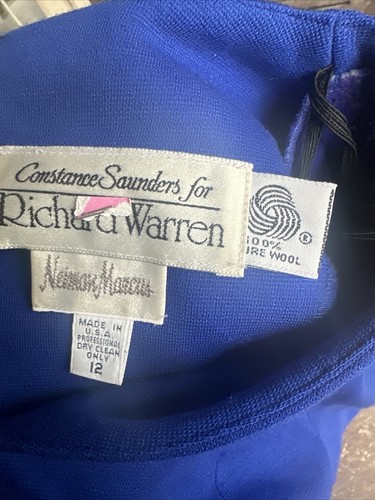 Constance Saunders for
Richard Warren
100%
PURE WOOL
®
Neiman Marcus
MADE IN
U.S.A.
PROFESSIONAL
DRY CLEAN
ONLY
12